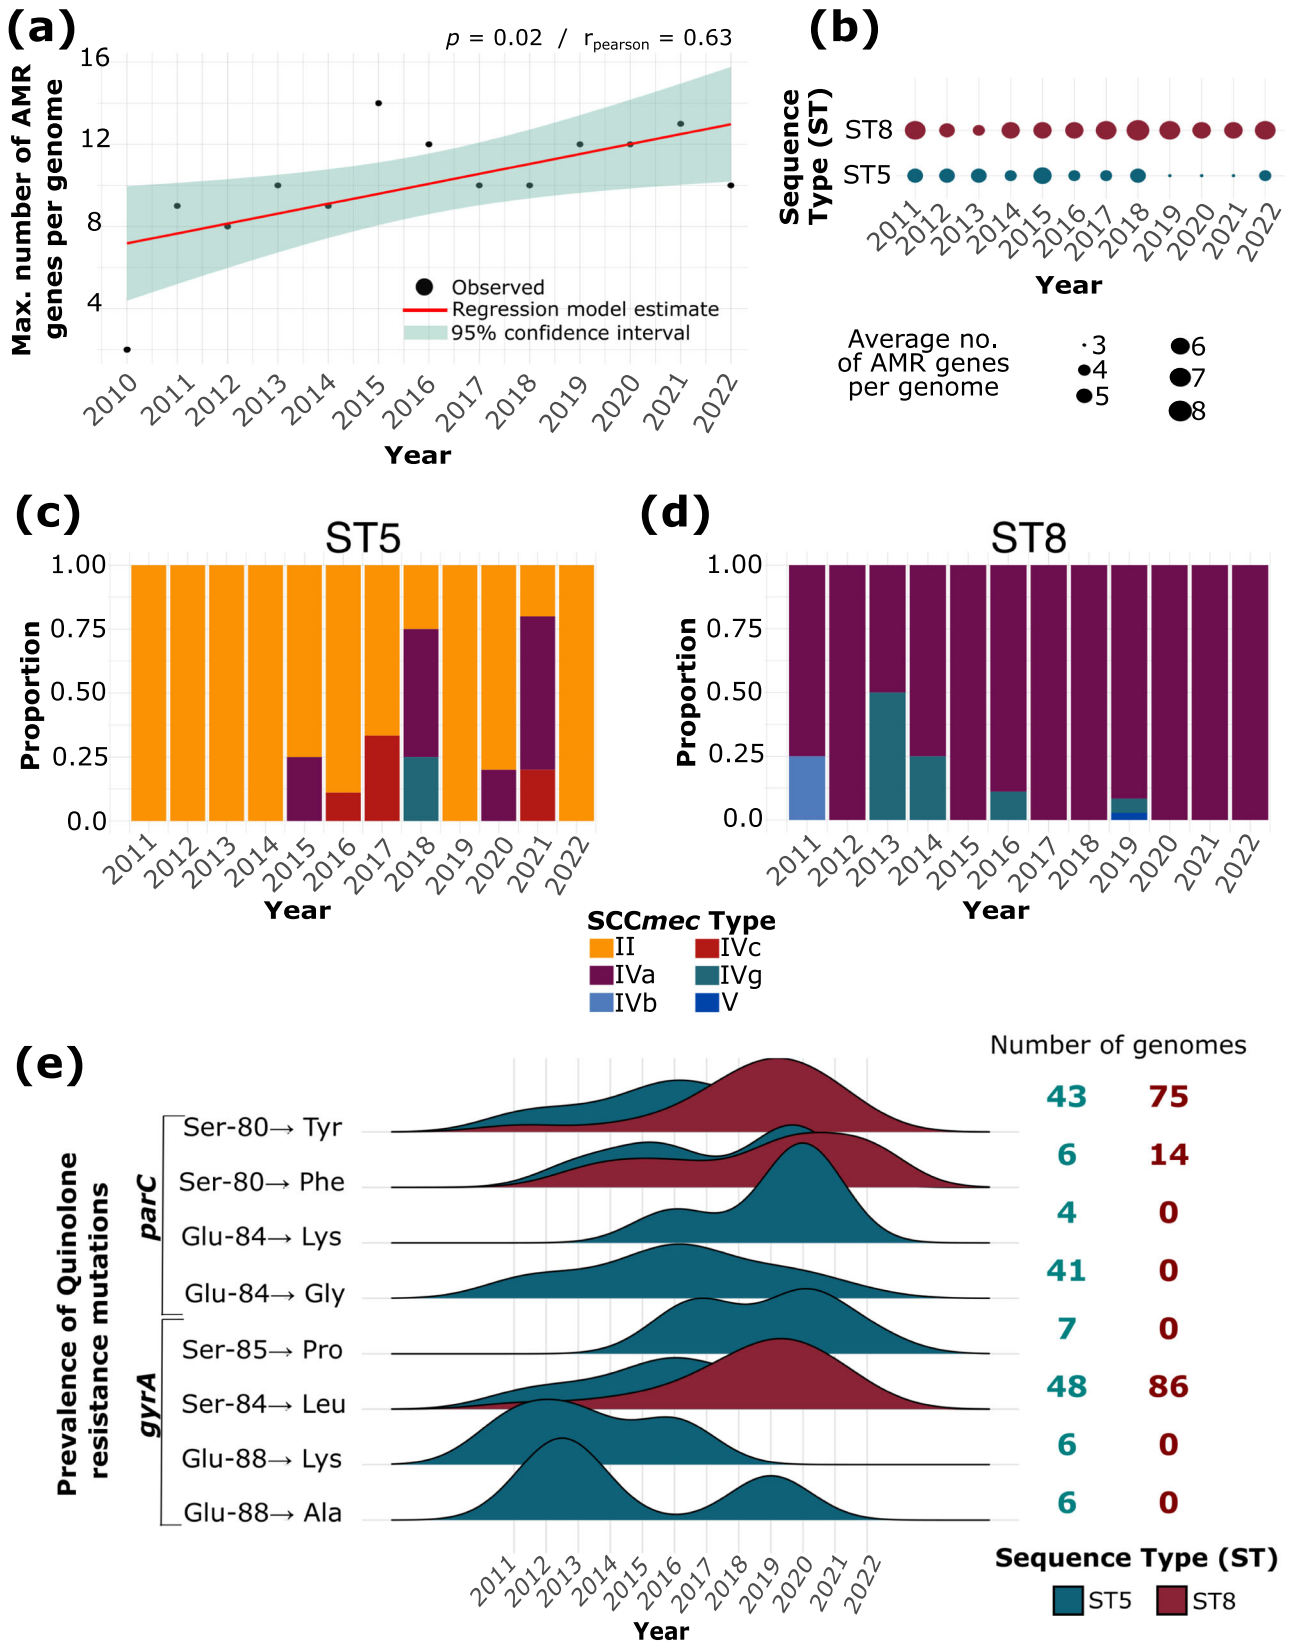 (a)
p = 0.02 / rpearson = 0.63
Max. number of AMR
genes per genome
16
12
8
4
Observed
Regression model estimate
95% confidence interval
2010
2011
2012
2013
2014
2015
2016
2017
2018
2019
2020
2021
2022
Year
(b)
Sequence
Type (ST)
ST8
ST5
2011
2012
2013
2014
2015
2016
2017
2018
2019
2020
2021
2022
Year
Average no.
of AMR genes
per genome
3
4
5
6
7
8
(c)
ST5
Proportion
1.00
0.75
0.50
0.25
0.0
2011
2012
2013
2014
2015
2016
2017
2018
2019
2020
2021
2022
Year
(d)
ST8
Proportion
1.00
0.75
0.50
0.25
0.0
2011
2012
2013
2014
2015
2016
2017
2018
2019
2020
2021
2022
Year
SCCmec Type
II
IVa
IVb
IVc
IVg
V
(e)
Number of genomes
Prevalence of Quinolone
resistance mutations
parC
Ser-80→ Tyr 43 75
Ser-80→ Phe 6 14
Glu-84→ Lys 4 0
Glu-84→ Gly 41 0
gyrA
Ser-85→ Pro 7 0
Ser-84→ Leu 48 86
Glu-88→ Lys 6 0
Glu-88→ Ala 6 0
2011
2012
2013
2014
2015
2016
2017
2018
2019
2020
2021
2022
Year
Sequence Type (ST)
ST5
ST8